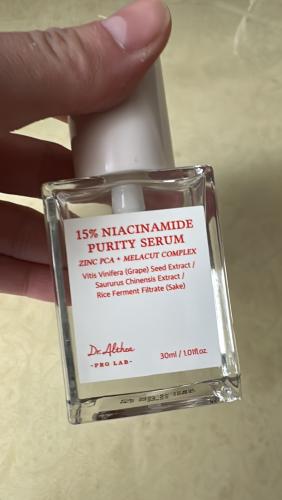 15% NIACINAMIDE
PURITY SERUM
ZINC PCA + MELACUT COMPLEX
Vitis Vinifera (Grape) Seed Extract /
Saururus Chinensis Extract /
Rice Ferment Filtrate (Sake)
Dr.Althea
-PRO LAB-
30ml / 1.01fl.oz.